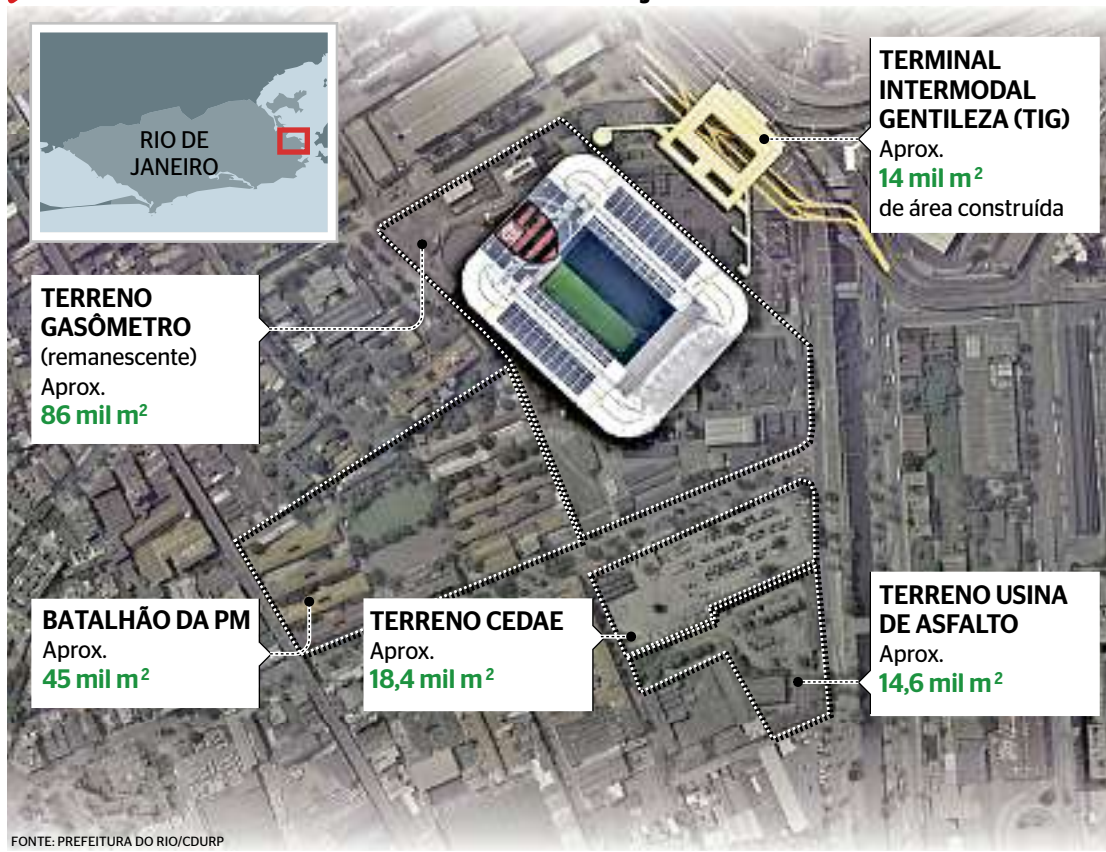 RIO DE
JANEIRO
TERMINAL
INTERMODAL
GENTILEZA (TIG)
Aprox.
14 mil m²
de área construída
TERRENO
GASÔMETRO
(remanescente)
Aprox.
86 mil m²
BATALHÃO DA PM
Aprox.
45 mil m²
TERRENO CEDAE
Aprox.
18,4 mil m²
TERRENO USINA
DE ASFALTO
Aprox.
14,6 mil m²
FONTE: PREFEITURA DO RIO/CDURP